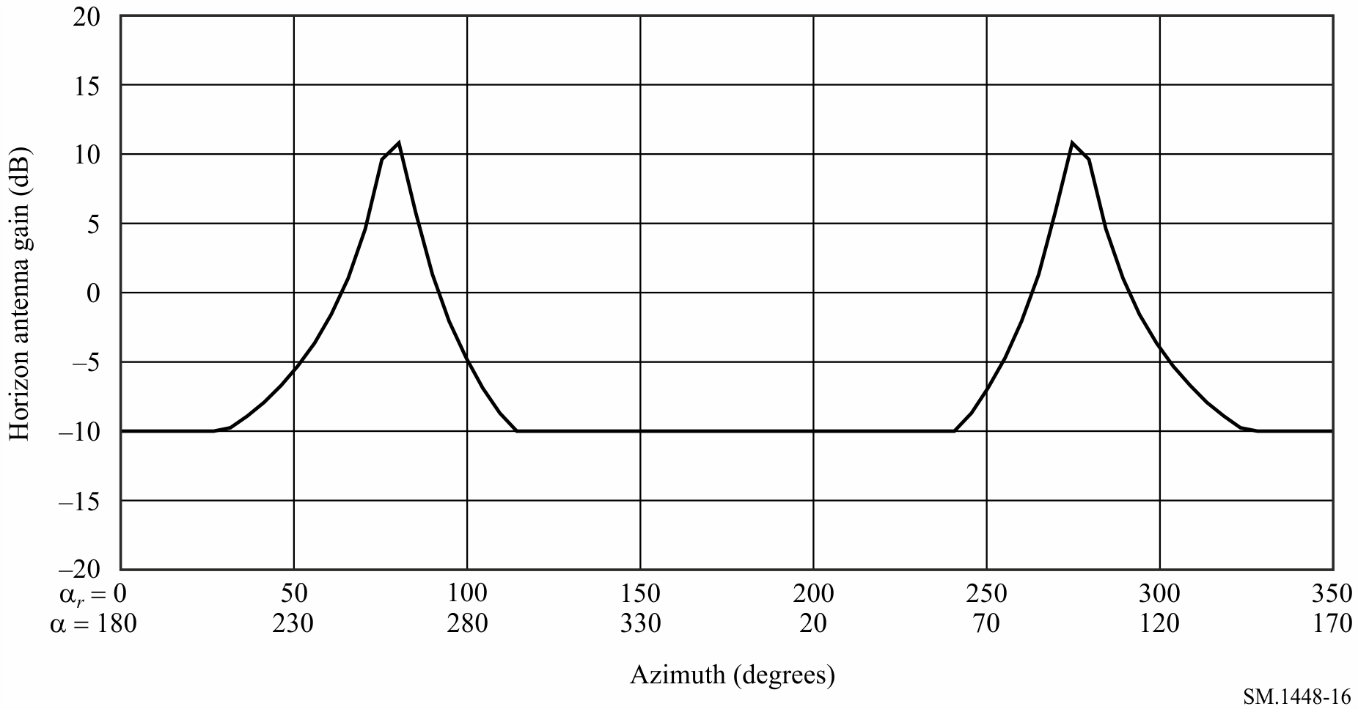 20
15
10
5
0
–5
–10
–15
–20
Horizon antenna gain (dB)
αr = 0 50 100 150 200 250 300 350
α = 180 230 280 330 20 70 120 170
Azimuth (degrees)
SM.1448-16